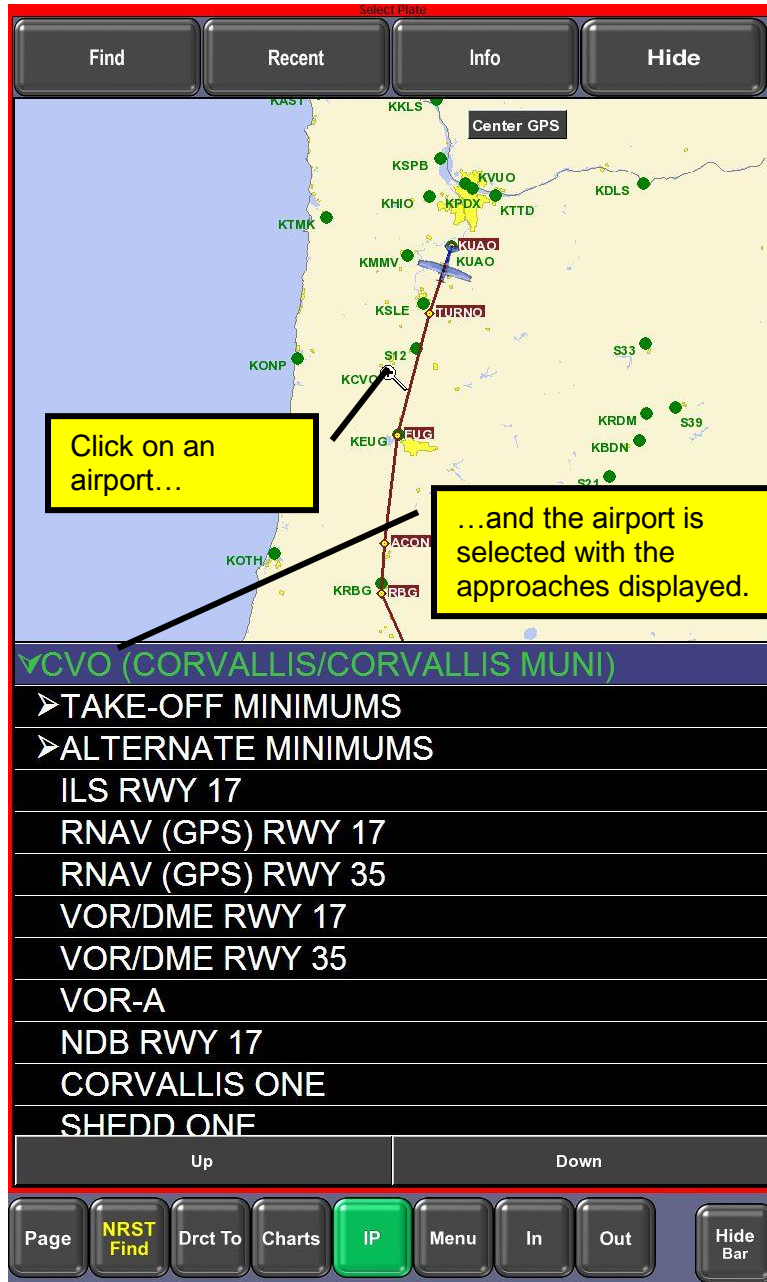 Select Plate
Find
Recent
Info
Hide
KAST
KKLS
Center GPS
KSPB
KVUO
KHIO
KPDX
KTTD
KDLS
KTMK
KUAO
KUAO
KMMV
KSLE
TURNO
S12
S33
KONP
KCVO
KRDM
S39
KEUG
EUG
KBDN
S21
Click on an
airport…
…and the airport is
selected with the
approaches displayed.
ACON
KOTH
KRBG
RBG
CVO (CORVALLIS/CORVALLIS MUNI)
➢TAKE-OFF MINIMUMS
➢ALTERNATE MINIMUMS
ILS RWY 17
RNAV (GPS) RWY 17
RNAV (GPS) RWY 35
VOR/DME RWY 17
VOR/DME RWY 35
VOR-A
NDB RWY 17
CORVALLIS ONE
SHEDD ONE
Up
Down
Page
NRST
Find
Drct To
Charts
IP
Menu
In
Out
Hide
Bar